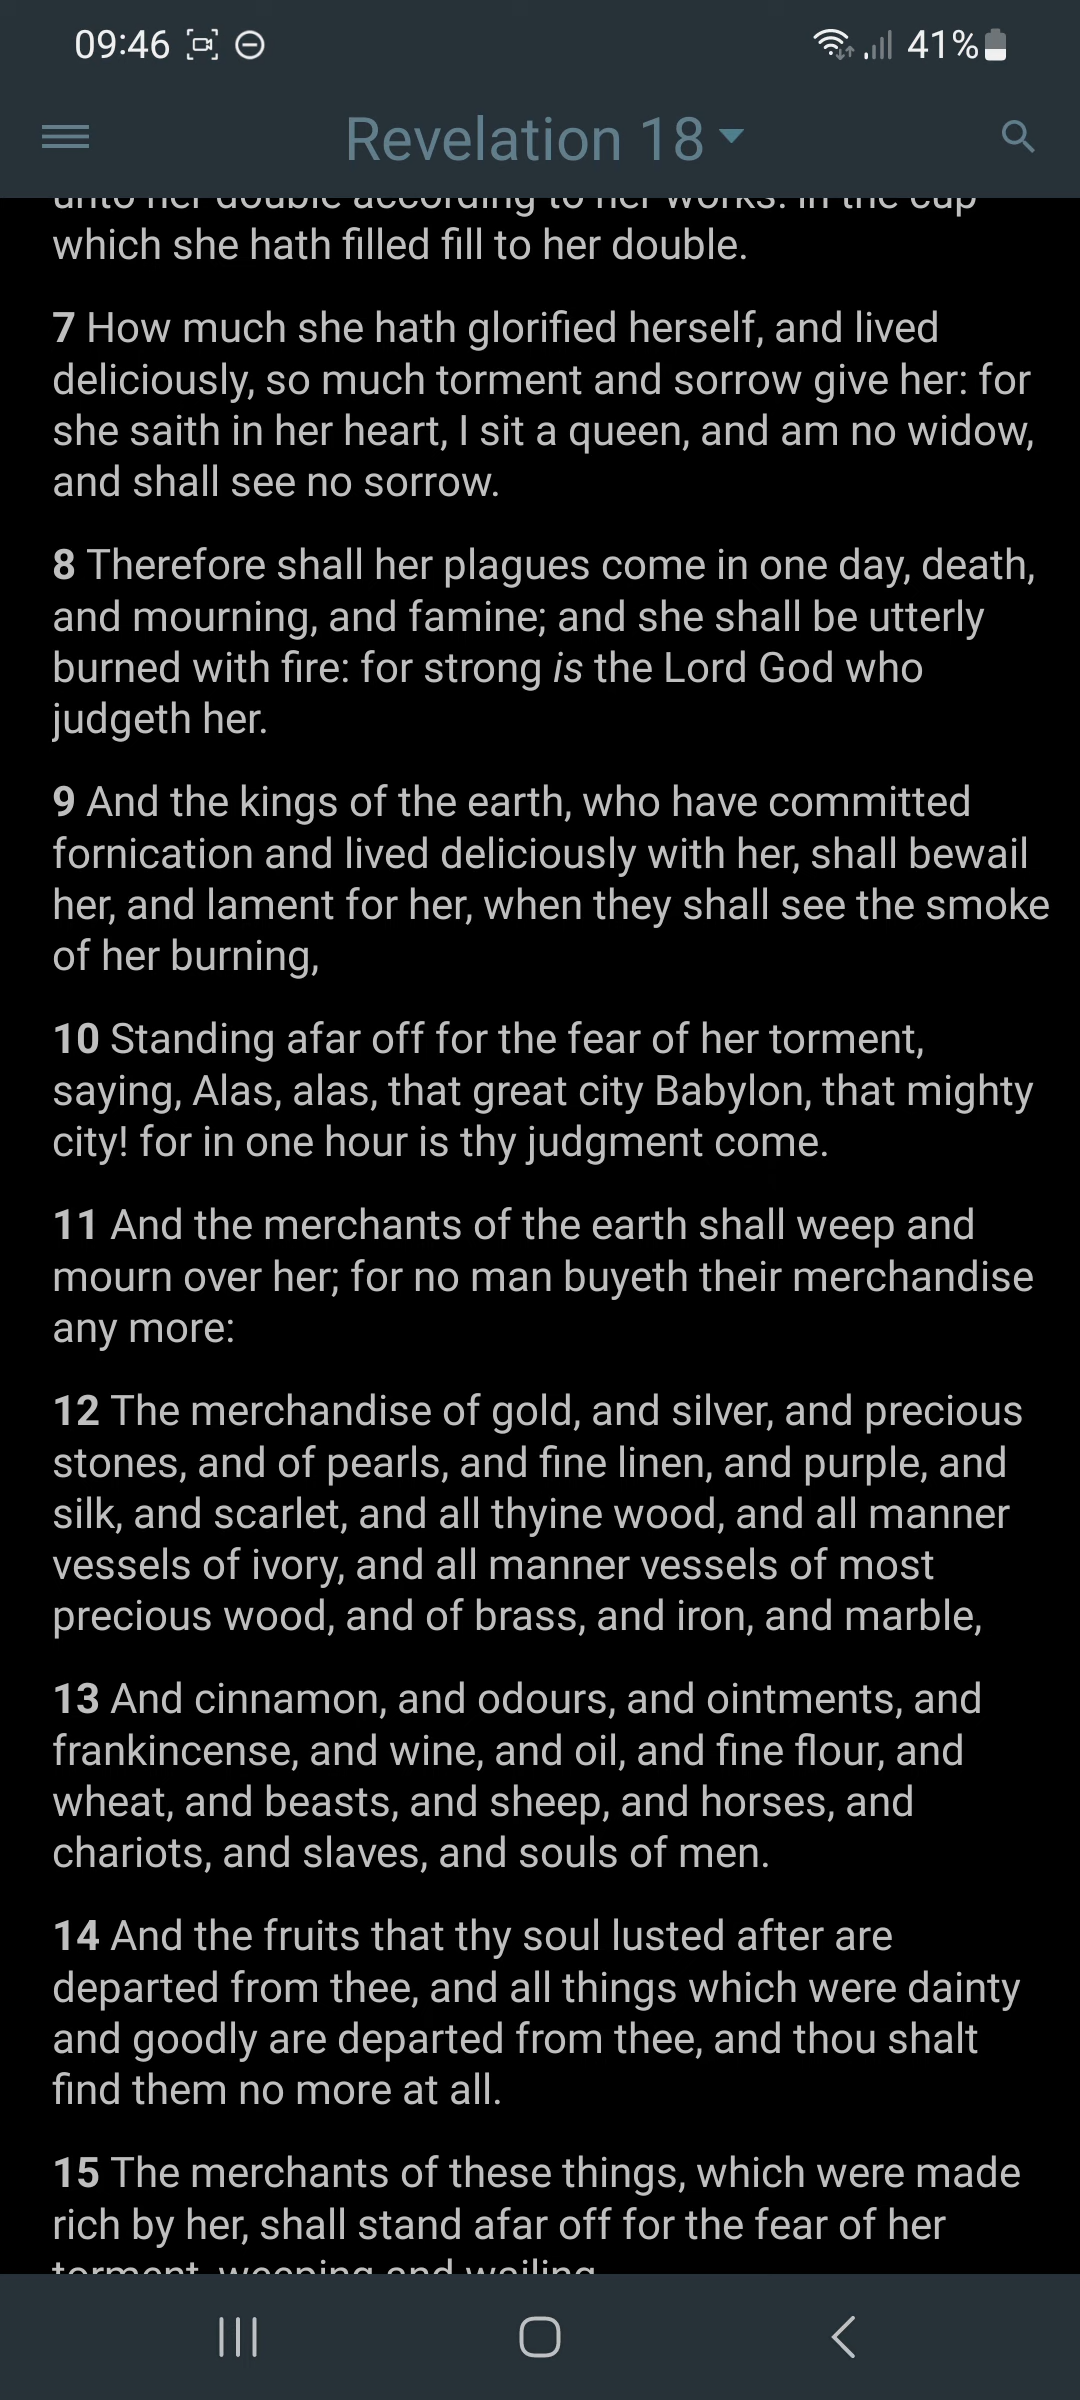 09:46
41%
Revelation 18
unto her double according to her works: in the cup
which she hath filled fill to her double.
7 How much she hath glorified herself, and lived
deliciously, so much torment and sorrow give her: for
she saith in her heart, I sit a queen, and am no widow,
and shall see no sorrow.
8 Therefore shall her plagues come in one day, death,
and mourning, and famine; and she shall be utterly
burned with fire: for strong is the Lord God who
judgeth her.
9 And the kings of the earth, who have committed
fornication and lived deliciously with her, shall bewail
her, and lament for her, when they shall see the smoke
of her burning,
10 Standing afar off for the fear of her torment,
saying, Alas, alas, that great city Babylon, that mighty
city! for in one hour is thy judgment come.
11 And the merchants of the earth shall weep and
mourn over her; for no man buyeth their merchandise
any more:
12 The merchandise of gold, and silver, and precious
stones, and of pearls, and fine linen, and purple, and
silk, and scarlet, and all thyine wood, and all manner
vessels of ivory, and all manner vessels of most
precious wood, and of brass, and iron, and marble,
13 And cinnamon, and odours, and ointments, and
frankincense, and wine, and oil, and fine flour, and
wheat, and beasts, and sheep, and horses, and
chariots, and slaves, and souls of men.
14 And the fruits that thy soul lusted after are
departed from thee, and all things which were dainty
and goodly are departed from thee, and thou shalt
find them no more at all.
15 The merchants of these things, which were made
rich by her, shall stand afar off for the fear of her
torment, weeping and wailing